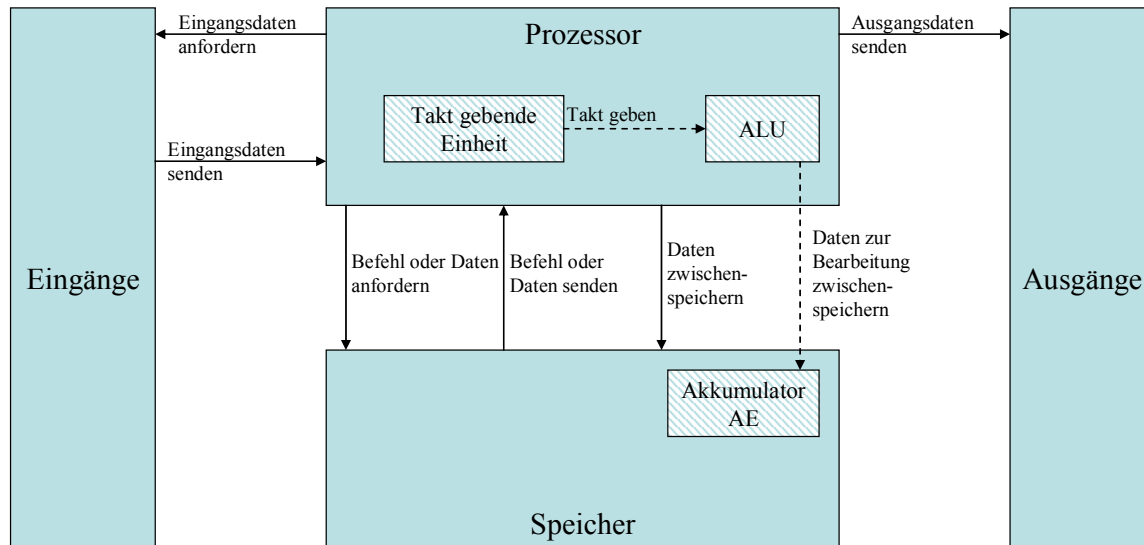 Eingangsdaten
anfordern
Prozessor
Ausgangsdaten
senden
Takt gebende
Einheit
Takt geben
ALU
Eingangsdaten
senden
Eingänge
Befehl oder Daten
anfordern
Befehl oder
Daten senden
Daten
zwischen-
speichern
Daten zur
Bearbeitung
zwischen-
speichern
Ausgänge
Akkumulator
AE
Speicher